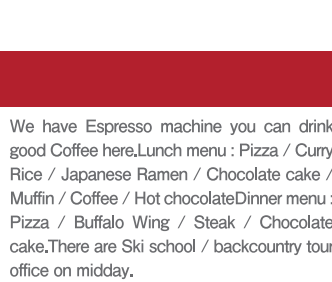 We have Espresso machine you can drink
good Coffee here.Lunch menu : Pizza / Curry
Rice / Japanese Ramen / Chocolate cake /
Muffin / Coffee / Hot chocolateDinner menu :
Pizza / Buffalo Wing / Steak / Chocolate
cake.There are Ski school / backcountry tour
office on midday.